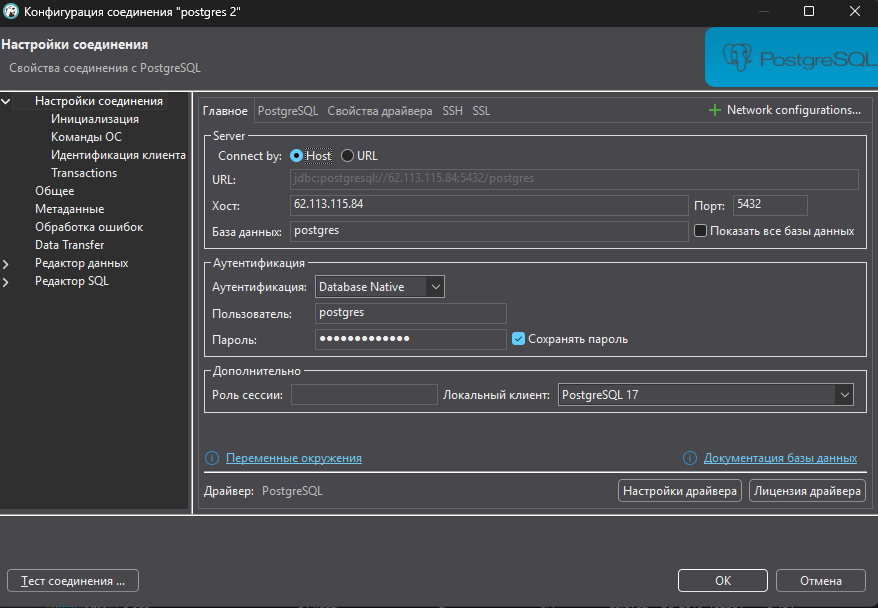 Конфигурация соединения "postgres 2"
Настройки соединения
Свойства соединения с PostgreSQL
PostgreSQL
Настройки соединения
Инициализация
Команды ОС
Идентификация клиента
Transactions
Общее
Метаданные
Обработка ошибок
Data Transfer
Редактор данных
Редактор SQL
Главное PostgreSQL Свойства драйвера SSH SSL Network configurations...
Server
Connect by: Host URL
URL: jdbc:postgresql://62.113.115.84:5432/postgres
Хост: 62.113.115.84 Порт: 5432
База данных: postgres Показать все базы данных
Аутентификация
Аутентификация: Database Native
Пользователь: postgres
Пароль: ••••••••••••• Сохранять пароль
Дополнительно
Роль сессии: Локальный клиент: PostgreSQL 17
Переменные окружения Документация базы данных
Драйвер: PostgreSQL Настройки драйвера Лицензия драйвера
Тест соединения ... ОК Отмена